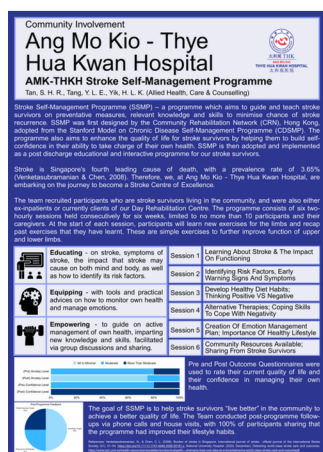 Community Involvement
Ang Mo Kio - Thye
Hua Kwan Hospital
THYE HUA KWAN HOSPITAL
AMK-THKH Stroke Self-Management Programme
Tan, S. H. R., Tang, Y. L. E., Yik, H. L. K. (Allied Health, Care & Counselling)
Stroke Self-Management Programme (SSMP) – a programme which aims to guide and teach stroke
survivors on preventative measures, relevant knowledge and skills to minimise chance of stroke
recurrence. SSMP was first designed by the Community Rehabilitation Network (CRN), Hong Kong,
adopted from the Stanford Model on Chronic Disease Self-Management Programme (CDSMP). The
programme also aims to enhance the quality of life for stroke survivors by helping them to build self-
confidence in their ability to take charge of their own health. SSMP is then adopted and implemented
as a post discharge educational and interactive programme for our stroke survivors.
Stroke is Singapore's fourth leading cause of death, with a prevalence rate of 3.65%
(Venketasubramanian & Chen, 2008). Therefore, we, at Ang Mo Kio - Thye Hua Kwan Hospital, are
embarking on the journey to become a Stroke Centre of Excellence.
The team recruited participants who are stroke survivors living in the community, and were also either
ex-inpatients or currently clients of our Day Rehabilitation Centre. The programme consists of six two-
hourly sessions held consecutively for six weeks, limited to no more than 10 participants and their
caregivers. At the start of each session, participants will learn new exercises for the limbs and recap
past exercises that they have learnt. These are simple exercises to further improve function of upper
and lower limbs.
Educating - on stroke, symptoms of
stroke, the impact that stroke may
cause on both mind and body, as well
as how to identify its risk factors.
Equipping - with tools and practical
advices on how to monitor own health
and manage emotions.
Empowering - to guide on active
management of own health, imparting
new knowledge and skills, facilitated
via group discussions and sharing.
Session 1
Learning About Stroke & The Impact
On Functioning
Session 2
Identifying Risk Factors, Early
Warning Signs And Symptoms
Session 3
Develop Healthy Diet Habits;
Thinking Positive VS Negative
Session 4
Alternative Therapies; Coping Skills
To Cope With Negativity
Session 5
Creation Of Emotion Management
Plan; Importance Of Healthy Lifestyle
Session 6
Community Resources Available;
Sharing From Stroke Survivors
Pre and Post Outcome Questionnaires were
used to rate their current quality of life and
their confidence in managing their own
health.
The goal of SSMP is to help stroke survivors "live better" in the community to
achieve a better quality of life. The Team conducted post-programme follow-
ups via phone calls and house visits, with 100% of participants sharing that
the programme had improved their lifestyle habits.